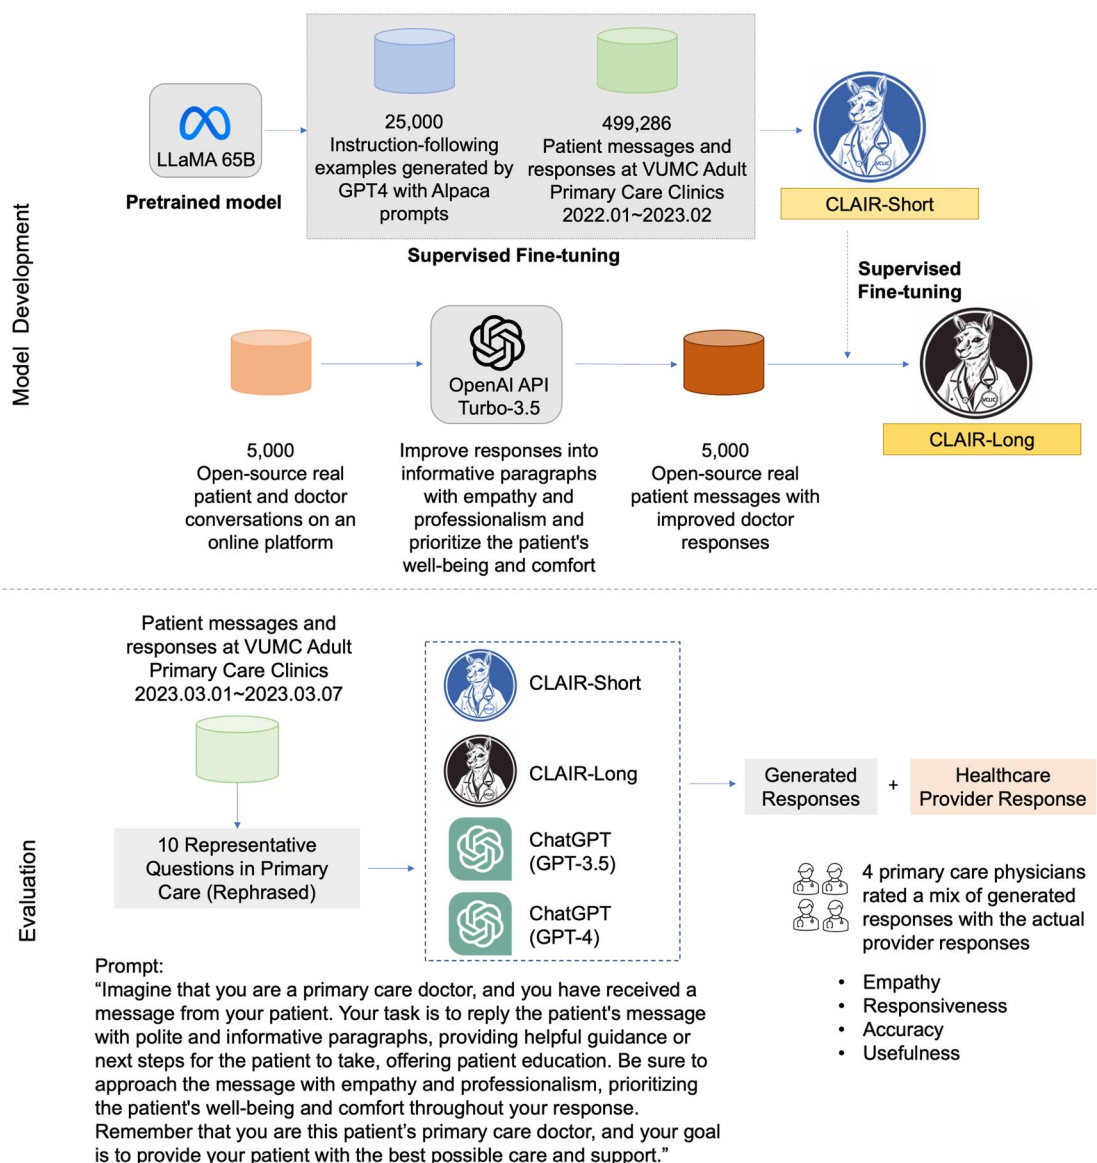 LLaMA 65B
Pretrained model
25,000
Instruction-following
examples generated by
GPT4 with Alpaca
prompts
499,286
Patient messages and
responses at VUMC Adult
Primary Care Clinics
2022.01~2023.02
Supervised Fine-tuning
VCLIC
CLAIR-Short
Supervised
Fine-tuning
Model Development
OpenAI API
Turbo-3.5
VCLIC
CLAIR-Long
5,000
Open-source real
patient and doctor
conversations on an
online platform
Improve responses into
informative paragraphs
with empathy and
professionalism and
prioritize the patient's
well-being and comfort
5,000
Open-source real
patient messages with
improved doctor
responses
Evaluation
Patient messages and
responses at VUMC Adult
Primary Care Clinics
2023.03.01~2023.03.07
10 Representative
Questions in Primary
Care (Rephrased)
CLAIR-Short
CLAIR-Long
ChatGPT
(GPT-3.5)
ChatGPT
(GPT-4)
Generated
Responses
+
Healthcare
Provider Response
4 primary care physicians
rated a mix of generated
responses with the actual
provider responses
• Empathy
• Responsiveness
• Accuracy
• Usefulness
Prompt:
“Imagine that you are a primary care doctor, and you have received a
message from your patient. Your task is to reply the patient's message
with polite and informative paragraphs, providing helpful guidance or
next steps for the patient to take, offering patient education. Be sure to
approach the message with empathy and professionalism, prioritizing
the patient's well-being and comfort throughout your response.
Remember that you are this patient’s primary care doctor, and your goal
is to provide your patient with the best possible care and support.”